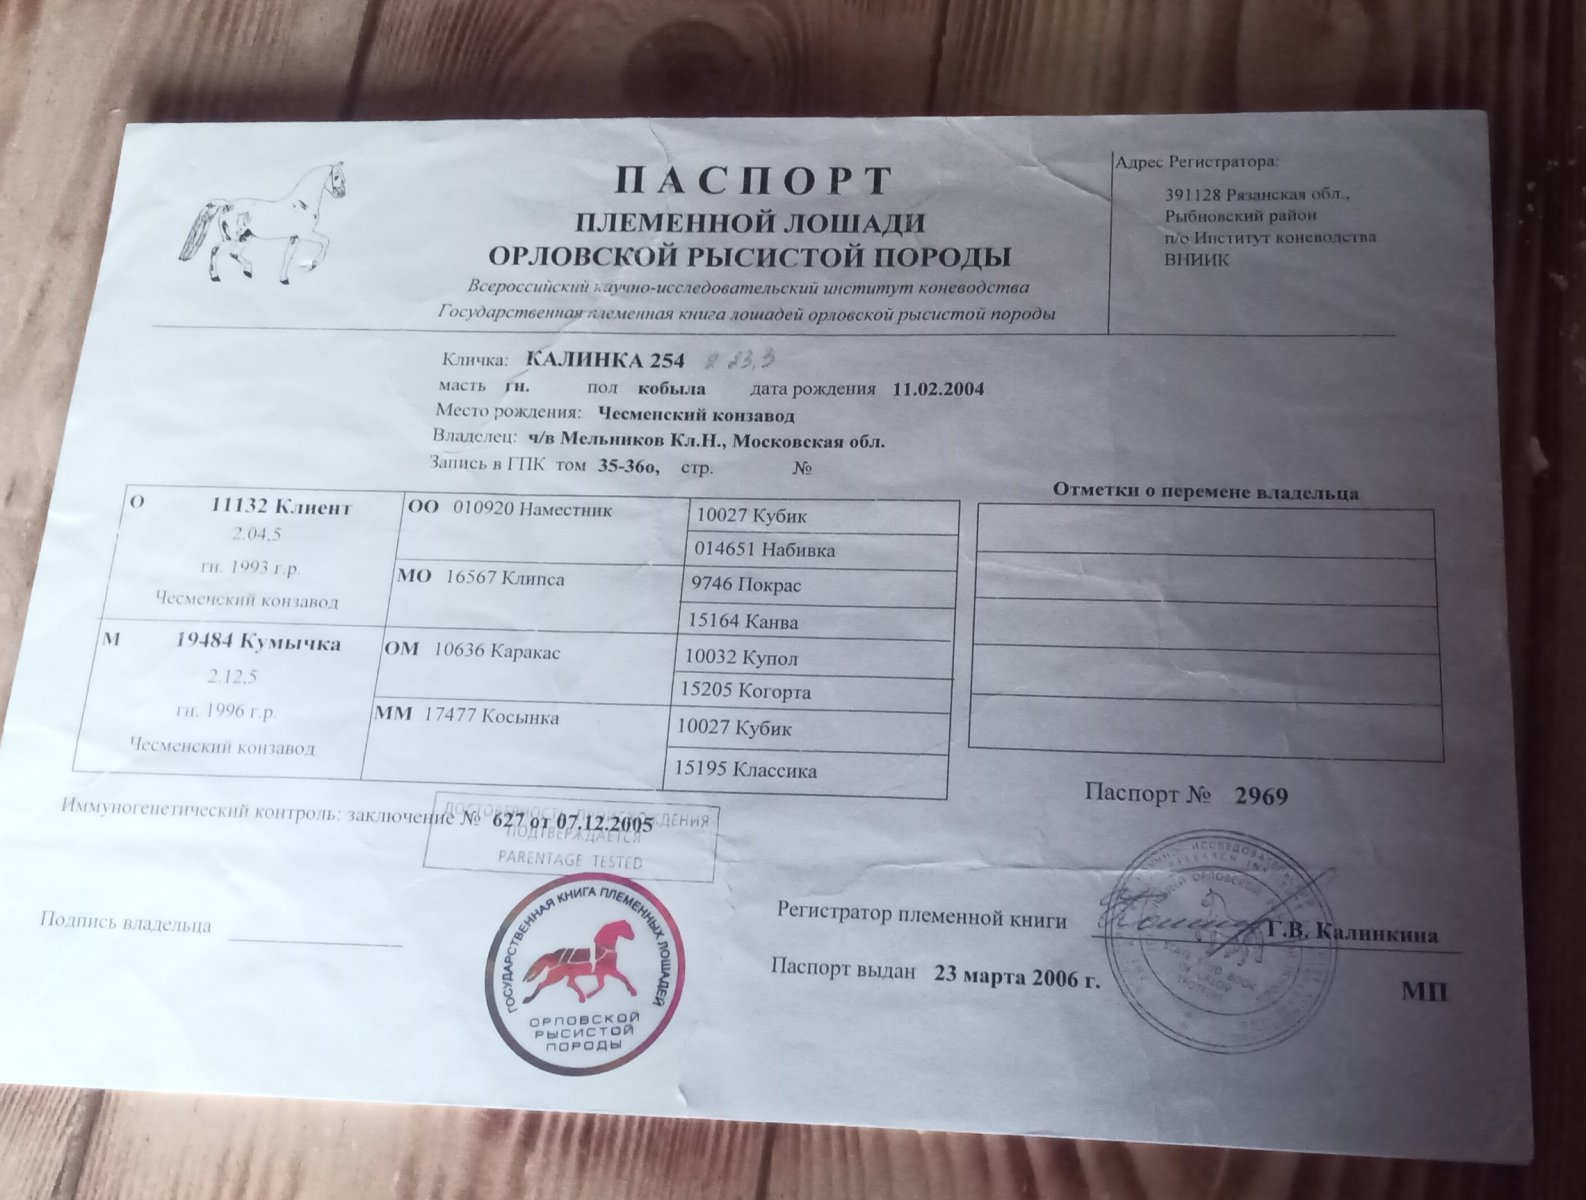 ПАСПОРТ
ПЛЕМЕННОЙ ЛОШАДИ
ОРЛОВСКОЙ РЫСИСТОЙ ПОРОДЫ
Всероссийский научно-исследовательский институт коневодства
Государственная племенная книга лошадей орловской рысистой породы
Адрес Регистратора:
391128 Рязанская обл.,
Рыбновский район
п/о Институт коневодства
ВНИИК
Кличка: КАЛИНКА 254
масть гн. пол кобыла дата рождения 11.02.2004
Место рождения: Чесменский конзавод
Владелец: ч/в Мельников Кл.Н., Московская обл.
Запись в ГПК том 35-36о, стр. №
О 11132 Клиент
2.04,5
гн. 1993 г.р.
Чесменский конзавод
М 19484 Кумычка
2.12,5
гн. 1996 г.р.
Чесменский конзавод
ОО 010920 Наместник
МО 16567 Клипса
ОМ 10636 Каракас
ММ 17477 Косынка
10027 Кубик
014651 Набивка
9746 Покрас
15164 Канва
10032 Купол
15205 Когорта
10027 Кубик
15195 Классика
Отметки о перемене владельца
Паспорт № 2969
Иммуногенетический контроль: заключение № 627 от 07.12.2005
ДОСТОВЕРНОСТЬ ПРОИСХОЖДЕНИЯ
ПОДТВЕРЖДАЕТСЯ
PARENTAGE TESTED
Подпись владельца
ГОСУДАРСТВЕННАЯ КНИГА ПЛЕМЕННЫХ ЛОШАДЕЙ
ОРЛОВСКОЙ
РЫСИСТОЙ
ПОРОДЫ
Регистратор племенной книги Г.В. Калинкина
Паспорт выдан 23 марта 2006 г.
МП